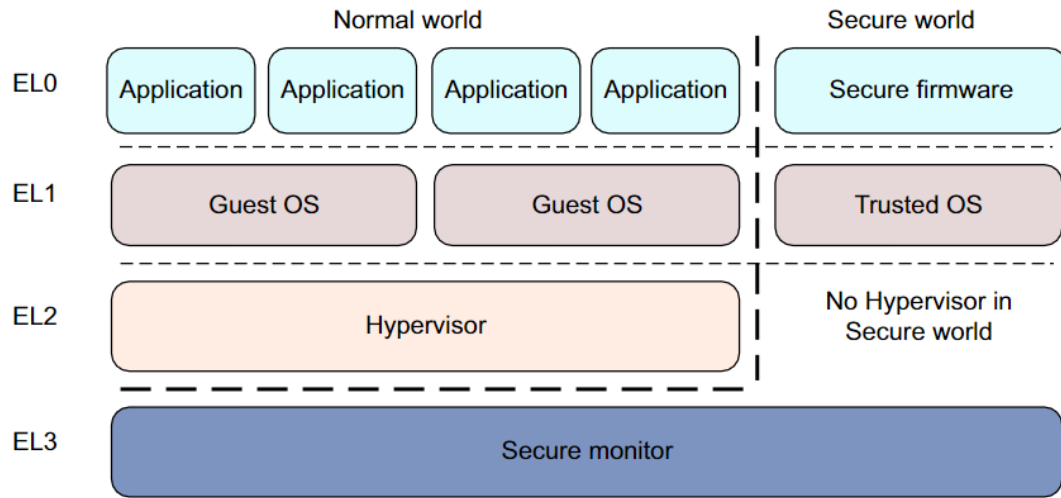 Normal world
Secure world
EL0
Application
Application
Application
Application
Secure firmware
EL1
Guest OS
Guest OS
Trusted OS
EL2
Hypervisor
No Hypervisor in
Secure world
EL3
Secure monitor